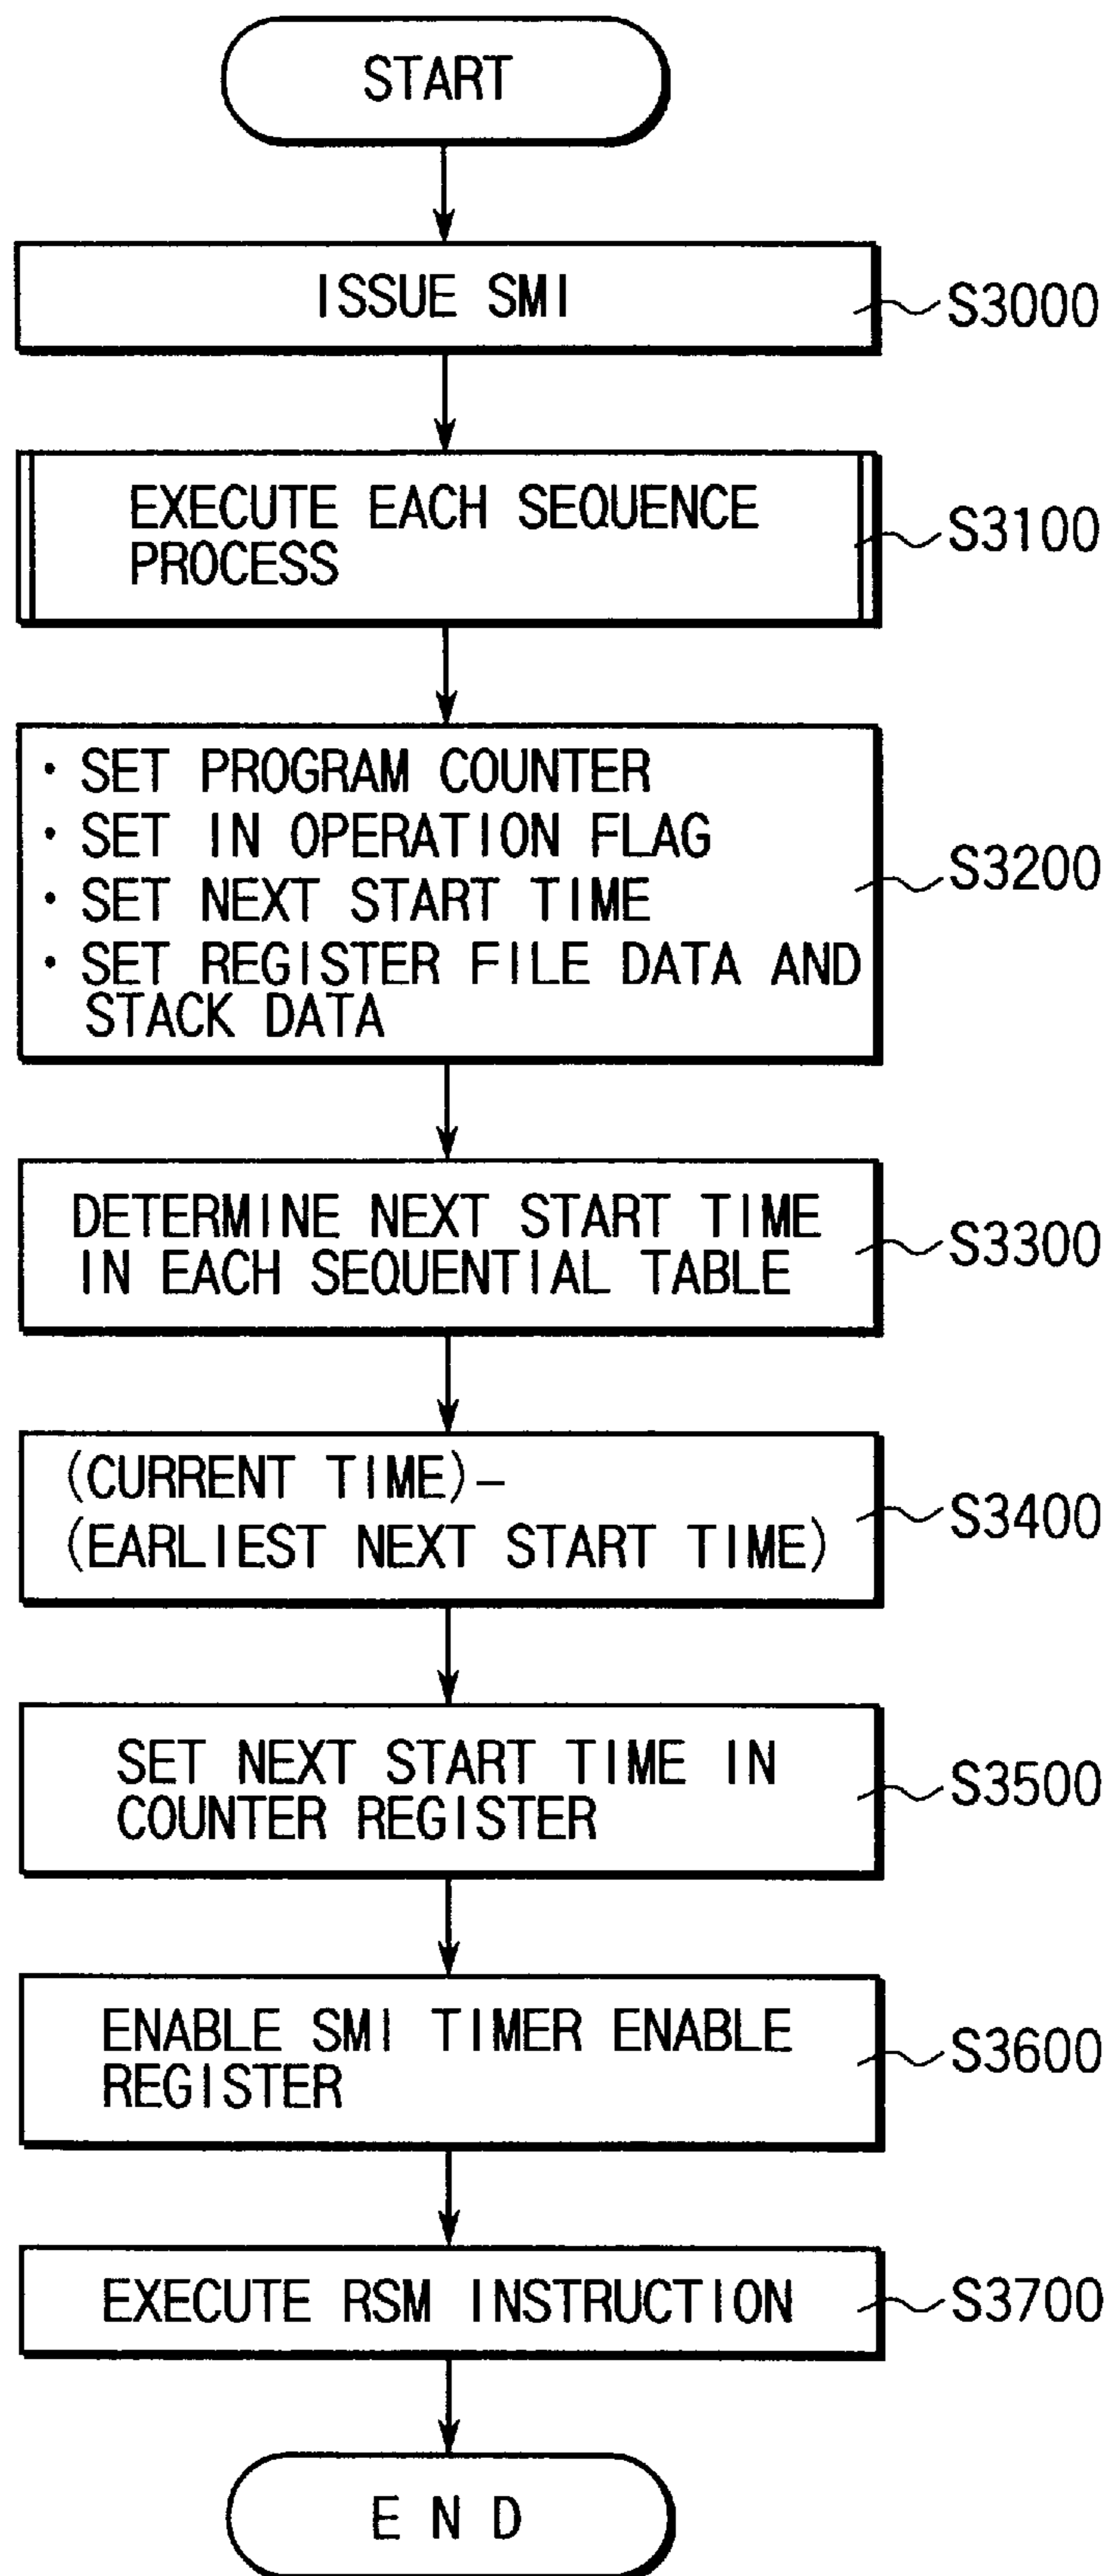 START
ISSUE SMI
S3000
EXECUTE EACH SEQUENCE
PROCESS
S3100
· SET PROGRAM COUNTER
· SET IN OPERATION FLAG
· SET NEXT START TIME
· SET REGISTER FILE DATA AND
STACK DATA
S3200
DETERMINE NEXT START TIME
IN EACH SEQUENTIAL TABLE
S3300
(CURRENT TIME)–
(EARLIEST NEXT START TIME)
S3400
SET NEXT START TIME IN
COUNTER REGISTER
S3500
ENABLE SMI TIMER ENABLE
REGISTER
S3600
EXECUTE RSM INSTRUCTION
S3700
END